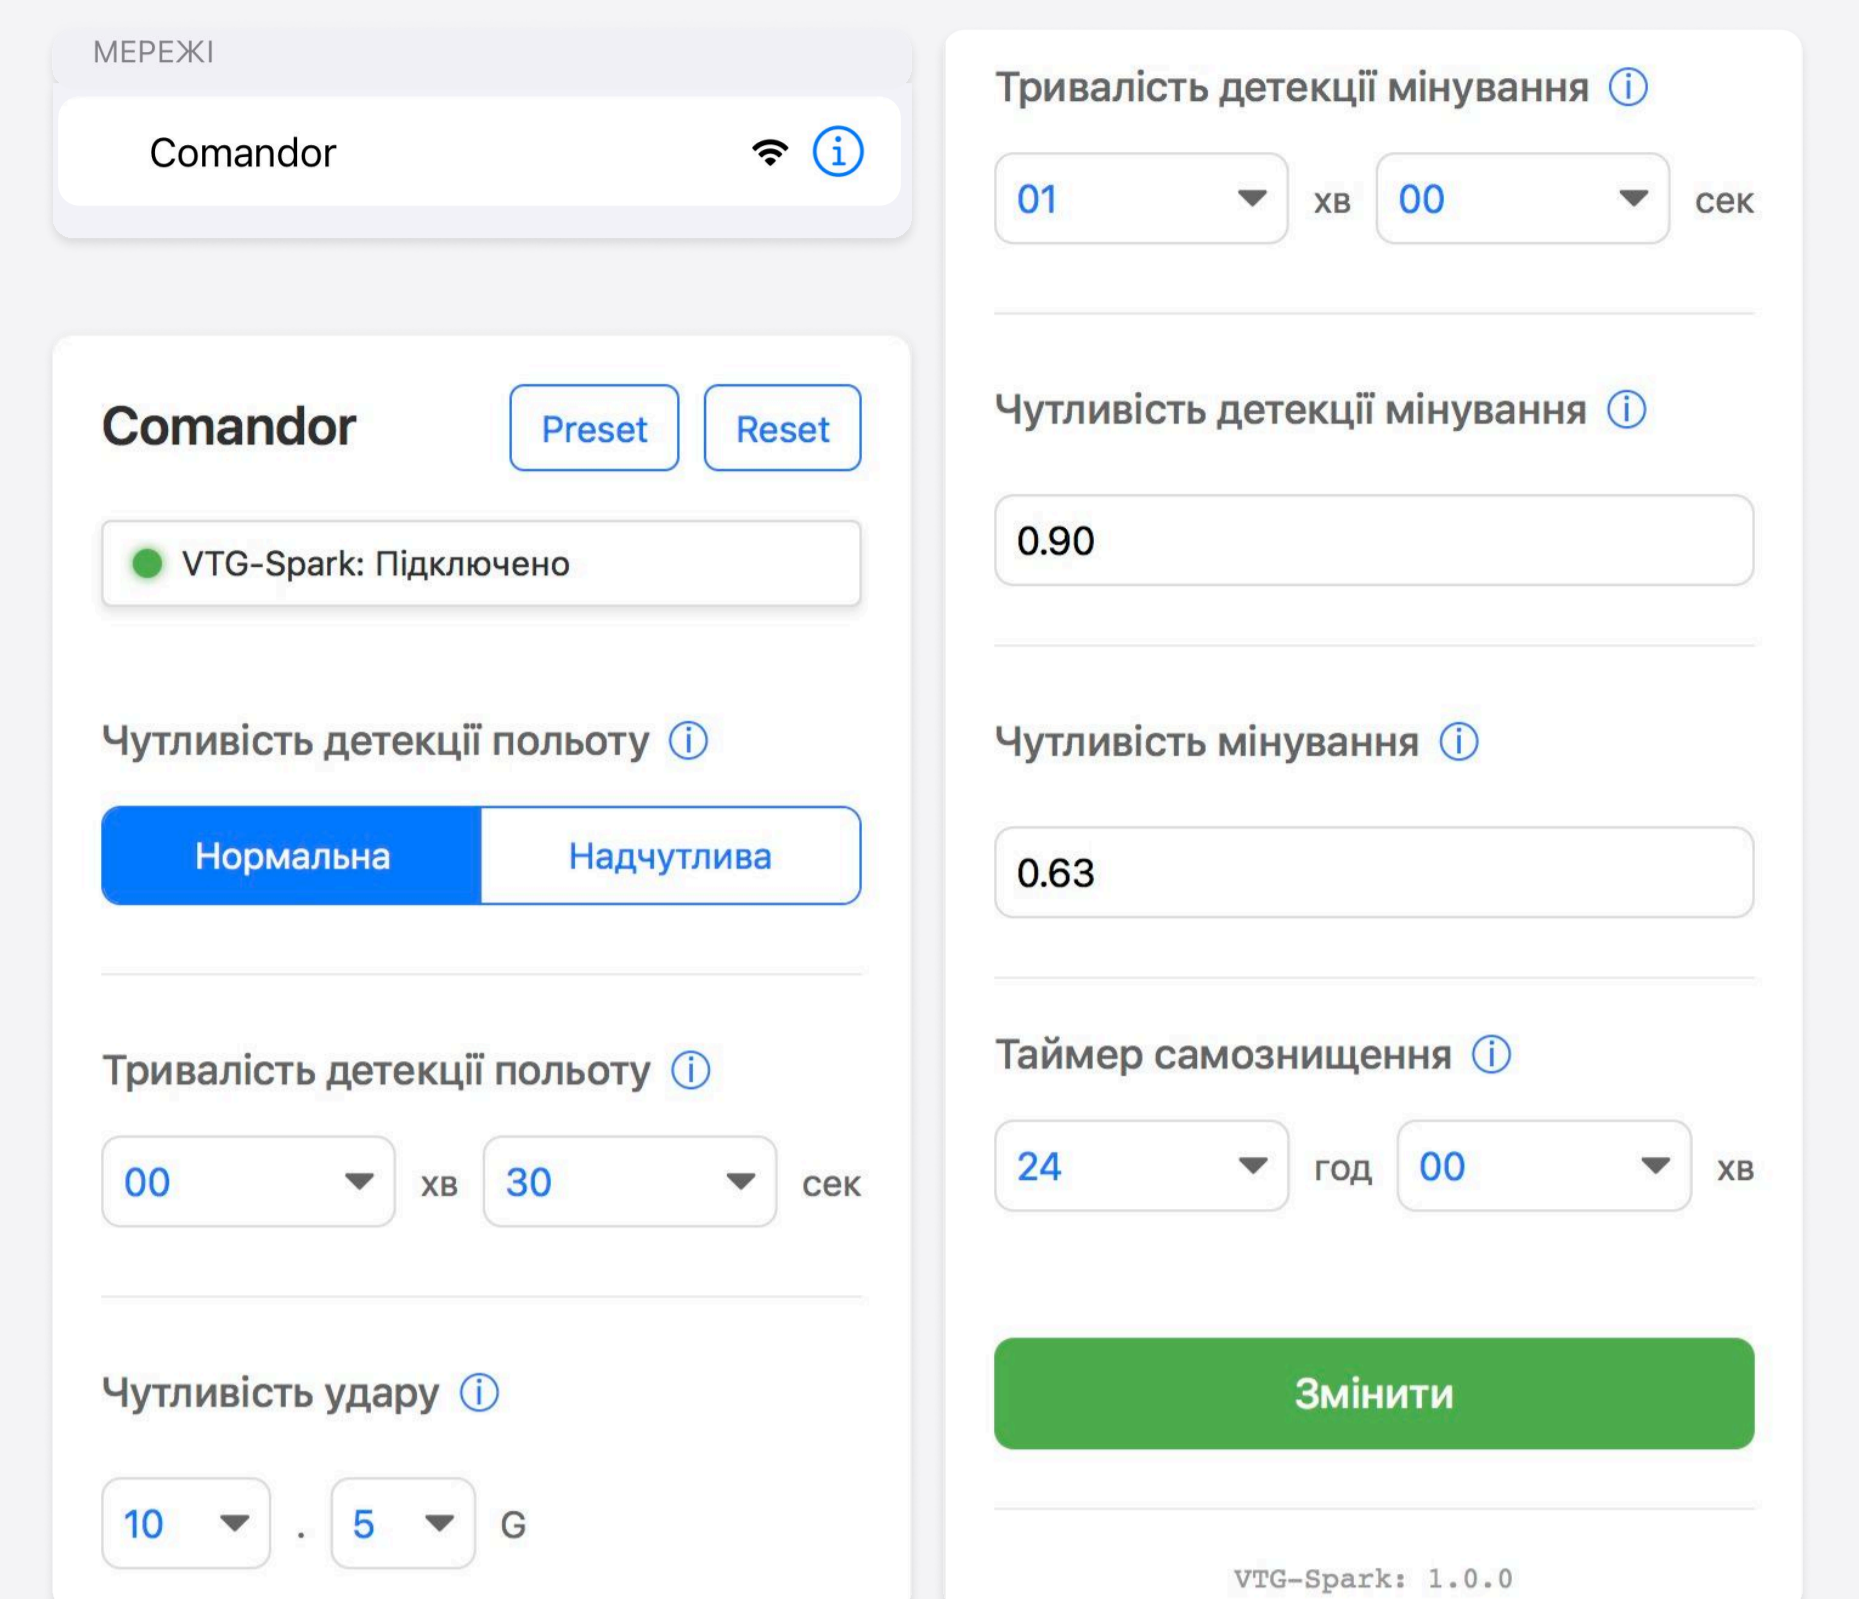 МЕРЕЖІ
Comandor
Comandor
Preset
Reset
VTG-Spark: Підключено
Чутливість детекції польоту
Нормальна
Надчутлива
Тривалість детекції польоту
00 хв 30 сек
Чутливість удару
10 . 5 G
Тривалість детекції мінування
01 хв 00 сек
Чутливість детекції мінування
0.90
Чутливість мінування
0.63
Таймер самознищення
24 год 00 хв
Змінити
VTG-Spark: 1.0.0